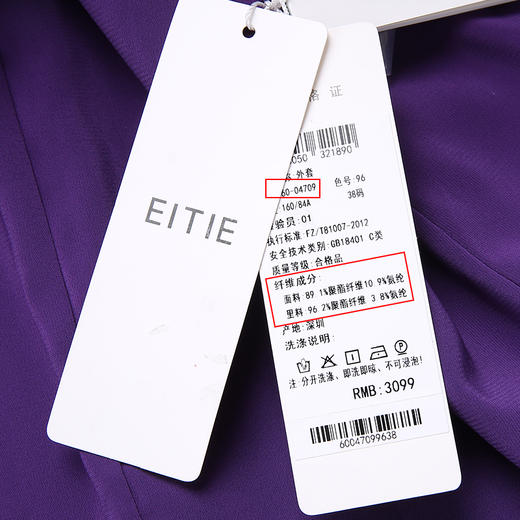 EITIE
格 证
050 321890
外套
60-04709
色号:96
160/84A
38码
验员:01
执行标准:FZ/T81007-2012
安全技术类别:GB18401 C类
质量等级:合格品
纤维成分:
面料:89.1%聚酯纤维10.9%氨纶
里料:96.2%聚酯纤维 3.8%氨纶
产地:深圳
洗涤说明:
注:分开洗涤、即洗即晾、不可浸泡!
RMB:3099
60047099638